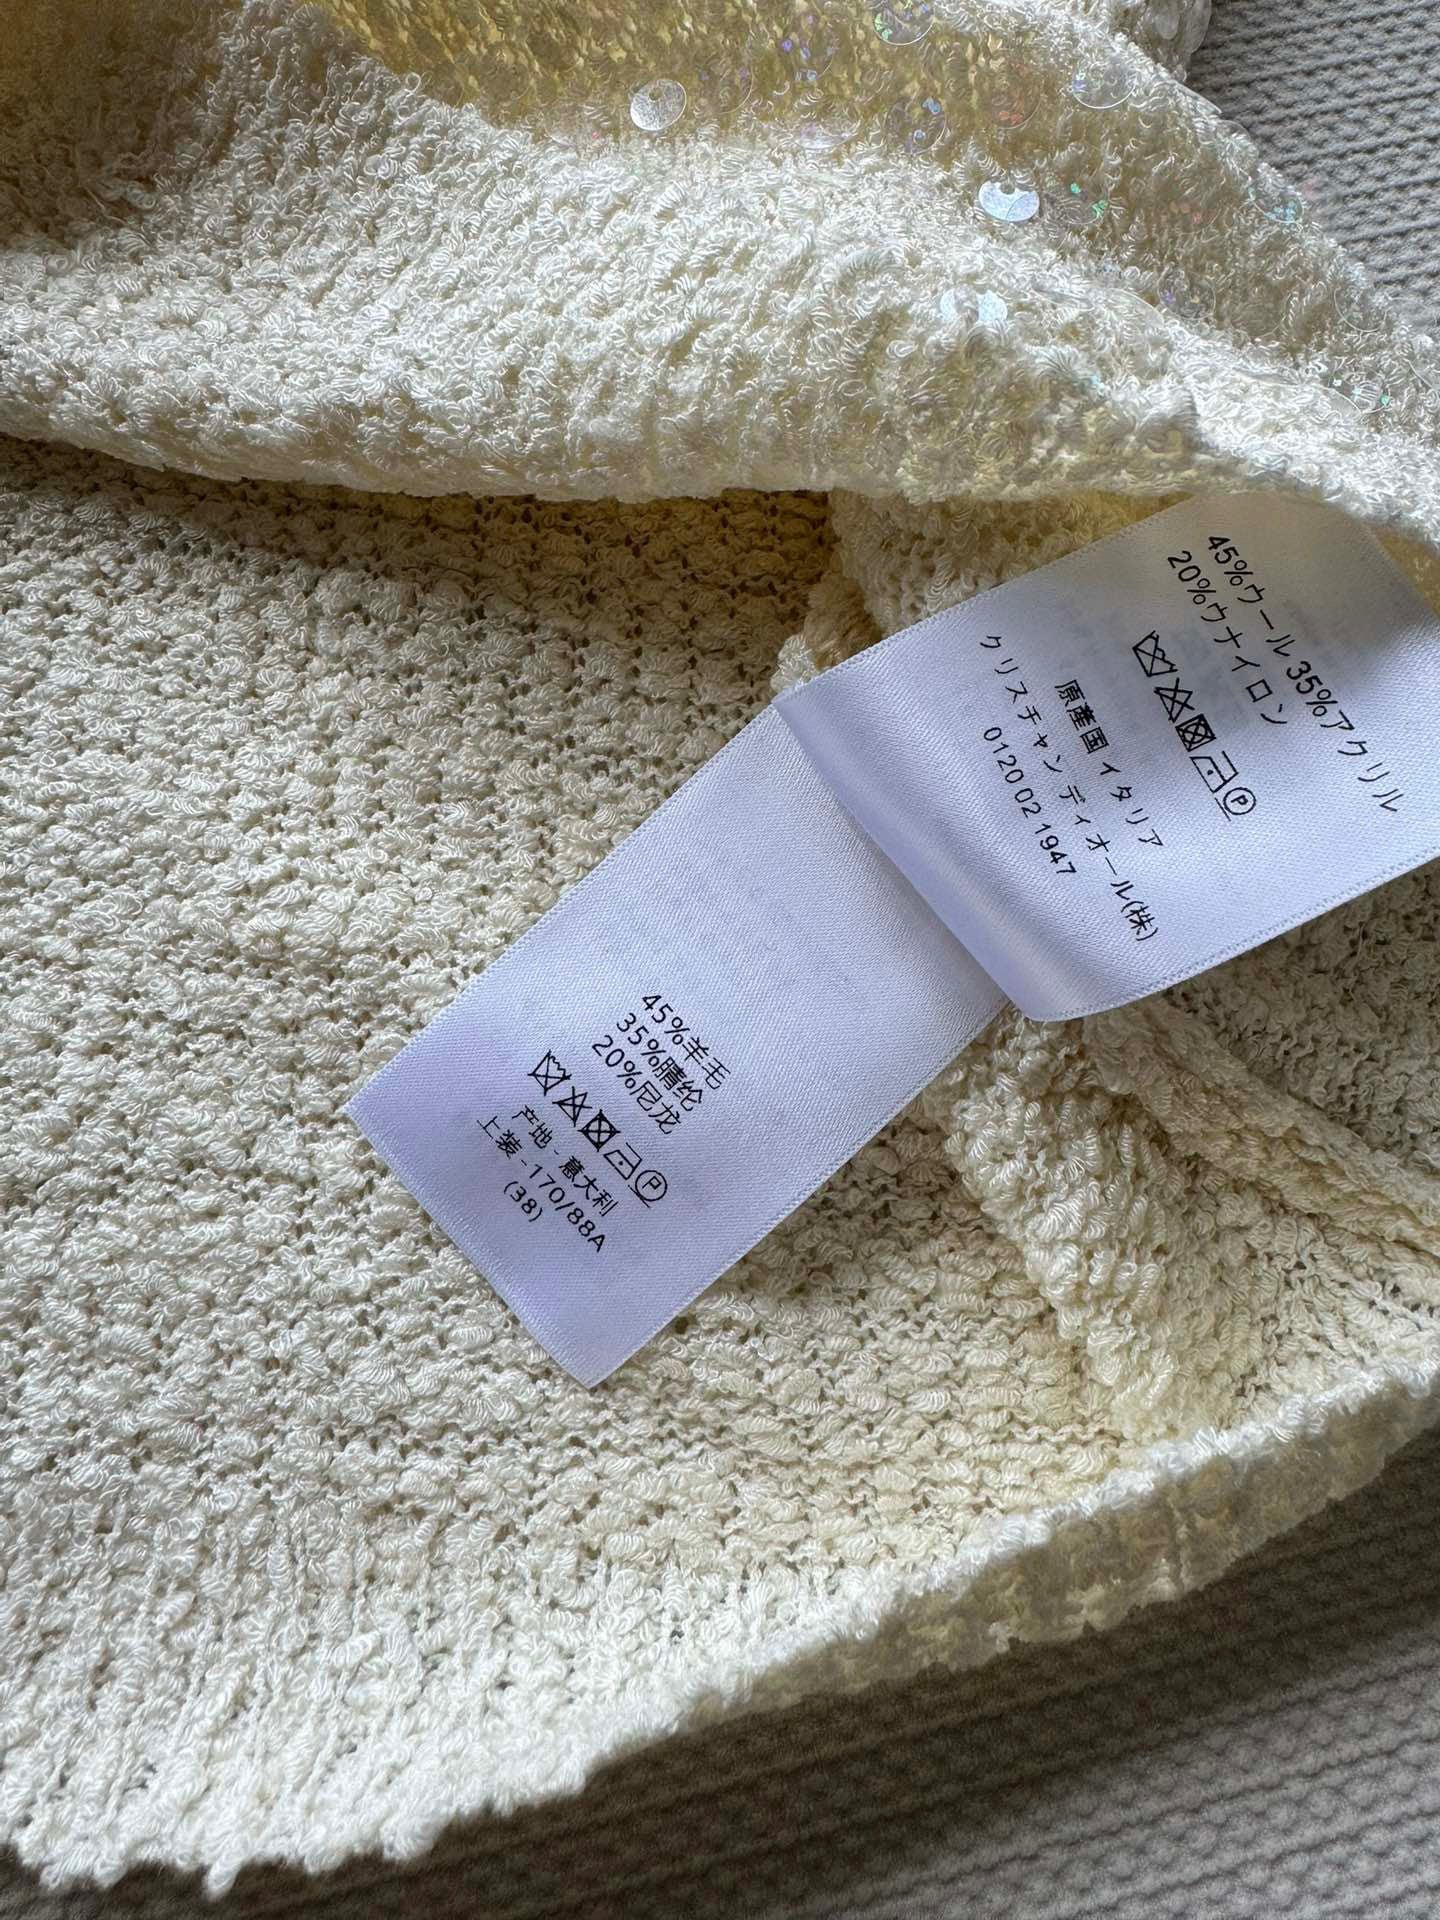 45%ウール 35%アクリル
20%ウナイロン
P
原産国 イタリア
クリスチャンディオール(株)
0120 02 1947
45%羊毛
35%腈纶
20%尼龙
P
产地 - 意大利
上装 -170/88A
(38)